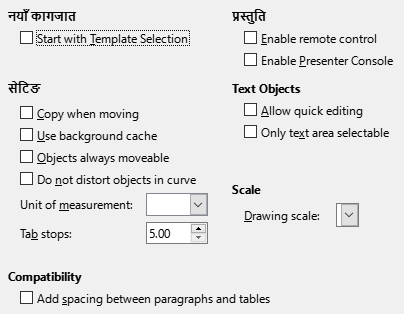 नयाँ कागजात
Start with Template Selection
सेटिङ
Copy when moving
Use background cache
Objects always moveable
Do not distort objects in curve
Unit of measurement:
Tab stops: 5.00
Compatibility
Add spacing between paragraphs and tables
प्रस्तुति
Enable remote control
Enable Presenter Console
Text Objects
Allow quick editing
Only text area selectable
Scale
Drawing scale: